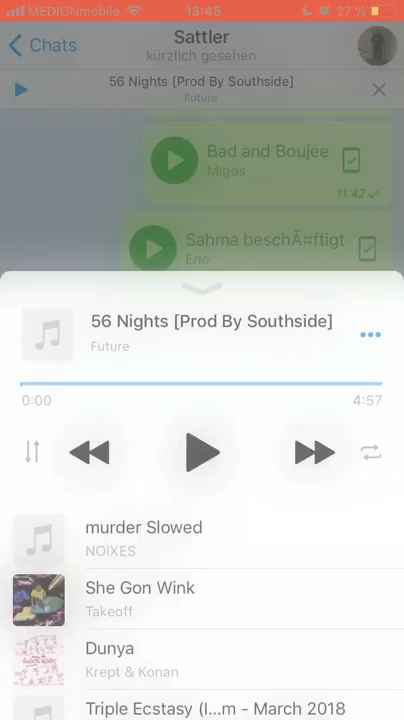 MEDIONmobile 13:45 27 %
Chats
Sattler
kürzlich gesehen
56 Nights [Prod By Southside]
Future
Bad and Boujee
Migos
11:42
Sahma beschÃ¤ftigt
Eno
56 Nights [Prod By Southside]
Future
0:00 4:57
murder Slowed
NOIXES
She Gon Wink
Takeoff
Dunya
Krept & Konan
Triple Ecstasy (I...m - March 2018